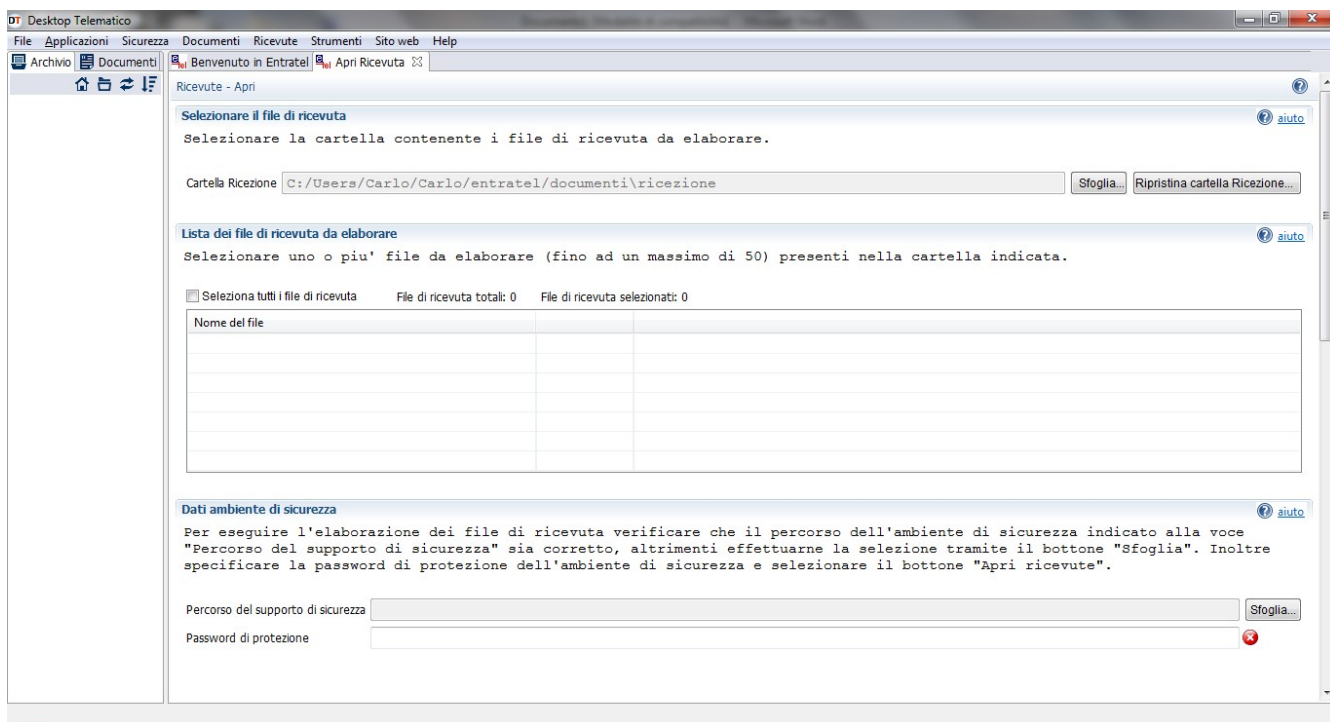 DT Desktop Telematico
File Applicazioni Sicurezza Documenti Ricevute Strumenti Sito web Help
Archivio Documenti Benvenuto in Entratel Apri Ricevuta
Ricevute - Apri
Selezionare il file di ricevuta aiuto
Selezionare la cartella contenente i file di ricevuta da elaborare.
Cartella Ricezione C:/Users/Carlo/Carlo/entratel/documenti\ricezione Sfoglia... Ripristina cartella Ricezione...
Lista dei file di ricevuta da elaborare aiuto
Selezionare uno o piu' file da elaborare (fino ad un massimo di 50) presenti nella cartella indicata.
Seleziona tutti i file di ricevuta File di ricevuta totali: 0 File di ricevuta selezionati: 0
Nome del file
Dati ambiente di sicurezza aiuto
Per eseguire l'elaborazione dei file di ricevuta verificare che il percorso dell'ambiente di sicurezza indicato alla voce
"Percorso del supporto di sicurezza" sia corretto, altrimenti effettuarne la selezione tramite il bottone "Sfoglia". Inoltre
specificare la password di protezione dell'ambiente di sicurezza e selezionare il bottone "Apri ricevute".
Percorso del supporto di sicurezza Sfoglia...
Password di protezione